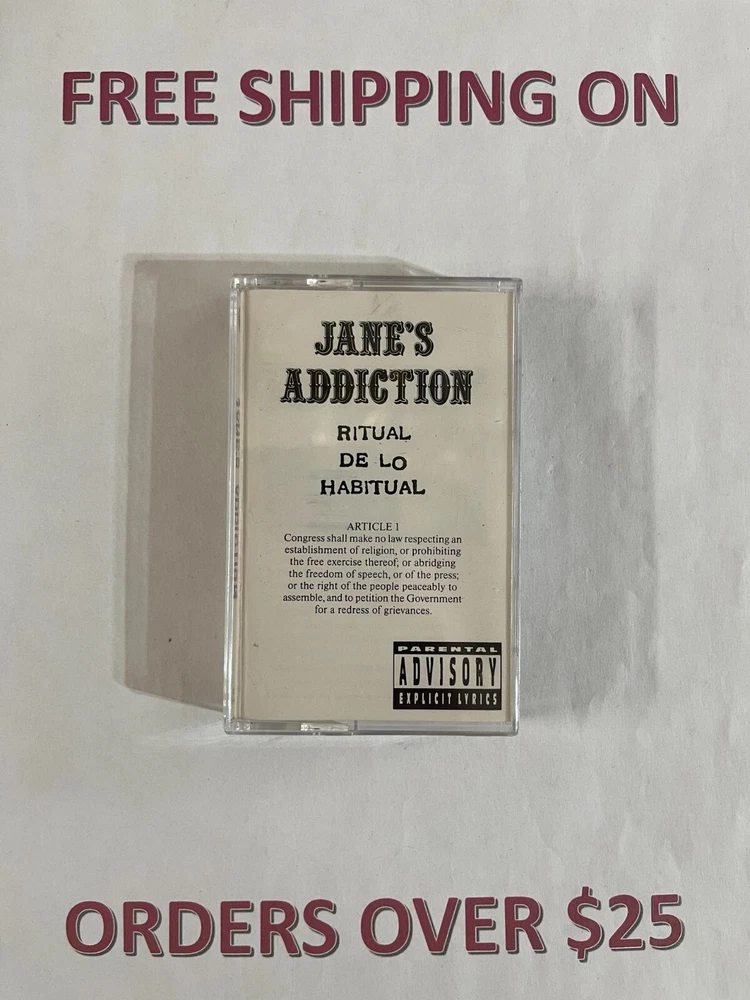 FREE SHIPPING ON
JANE'S
ADDICTION
RITUAL
DE LO
HABITUAL
ARTICLE 1
Congress shall make no law respecting an
establishment of religion, or prohibiting
the free exercise thereof; or abridging
the freedom of speech, or of the press;
or the right of the people peaceably to
assemble, and to petition the Government
for a redress of grievances.
PARENTAL
ADVISORY
EXPLICIT LYRICS
ORDERS OVER $25